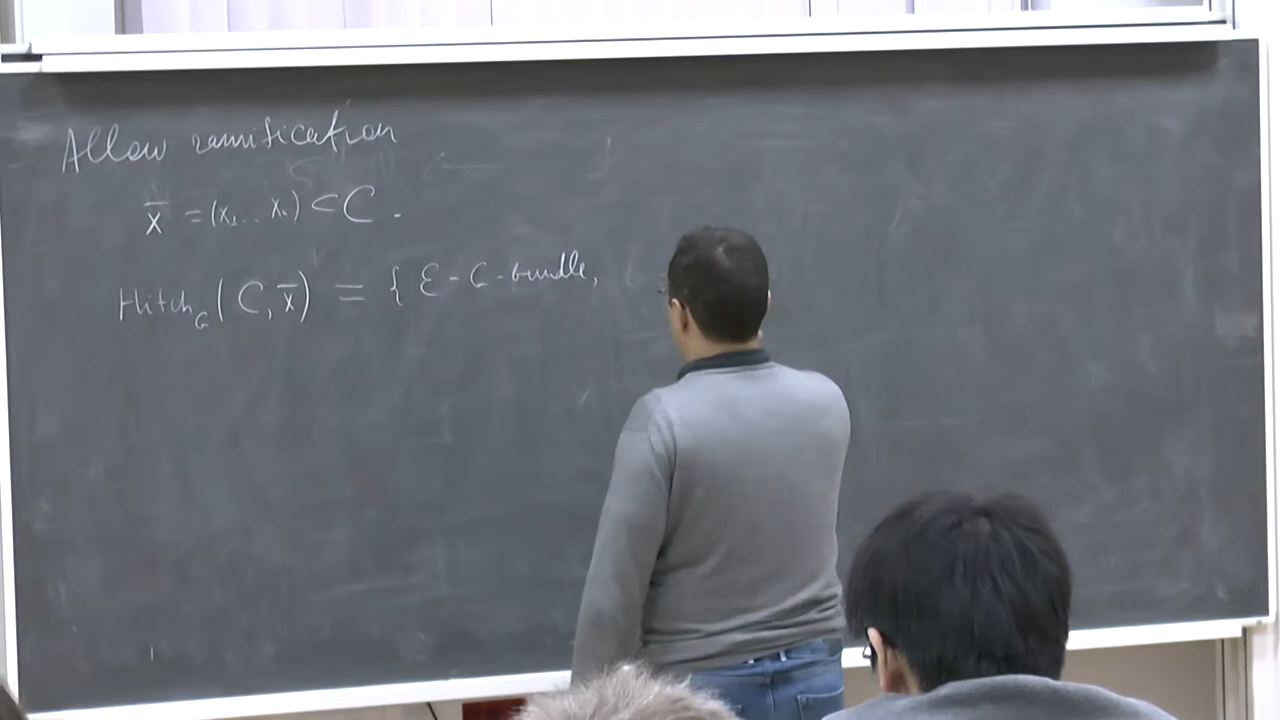 Allow ramification
x̄ = (x₁...xₙ) ⊂ C.
Hitch_G(C, x̄) = { ℰ - G-bundle,